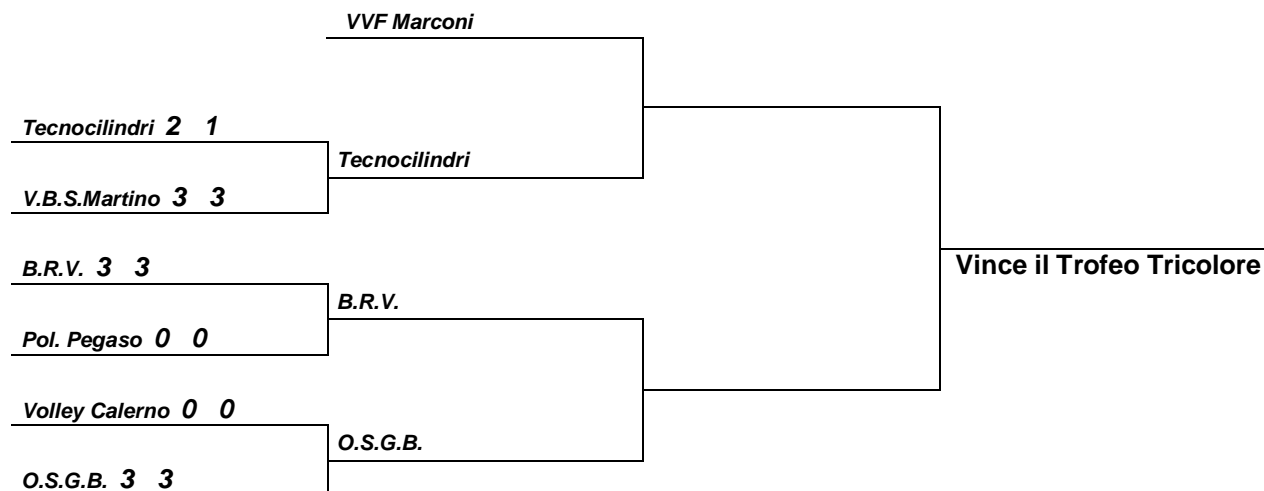 VVF Marconi
Tecnocilindri 2 1
Tecnocilindri
V.B.S.Martino 3 3
B.R.V. 3 3
Vince il Trofeo Tricolore
B.R.V.
Pol. Pegaso 0 0
Volley Calerno 0 0
O.S.G.B.
O.S.G.B. 3 3